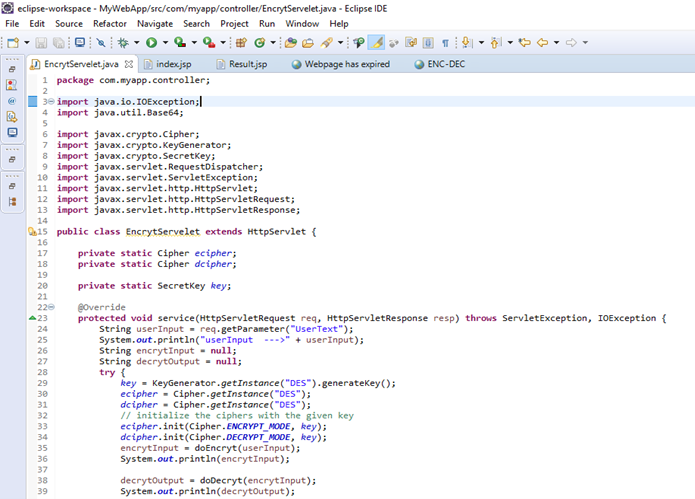 eclipse-workspace - MyWebApp/src/com/myapp/controller/EncrytServelet.java - Eclipse IDE
File Edit Source Refactor Navigate Search Project Run Window Help
EncrytServelet.java index.jsp Result.jsp Webpage has expired ENC-DEC
1 package com.myapp.controller;
2
3 import java.io.IOException;
4 import java.util.Base64;
5
6 import javax.crypto.Cipher;
7 import javax.crypto.KeyGenerator;
8 import javax.crypto.SecretKey;
9 import javax.servlet.RequestDispatcher;
10 import javax.servlet.ServletException;
11 import javax.servlet.http.HttpServlet;
12 import javax.servlet.http.HttpServletRequest;
13 import javax.servlet.http.HttpServletResponse;
14
15 public class EncrytServelet extends HttpServlet {
16
17 private static Cipher ecipher;
18 private static Cipher dcipher;
19
20 private static SecretKey key;
21
22 @Override
23 protected void service(HttpServletRequest req, HttpServletResponse resp) throws ServletException, IOException {
24 String userInput = req.getParameter("UserText");
25 System.out.println("userInput --->" + userInput);
26 String encrytInput = null;
27 String decrytOutput = null;
28 try {
29 key = KeyGenerator.getInstance("DES").generateKey();
30 ecipher = Cipher.getInstance("DES");
31 dcipher = Cipher.getInstance("DES");
32 // initialize the ciphers with the given key
33 ecipher.init(Cipher.ENCRYPT_MODE, key);
34 dcipher.init(Cipher.DECRYPT_MODE, key);
35 encrytInput = doEncryt(userInput);
36 System.out.println(encrytInput);
37
38 decrytOutput = doDecryt(encrytInput);
39 System.out.println(decrytOutput);